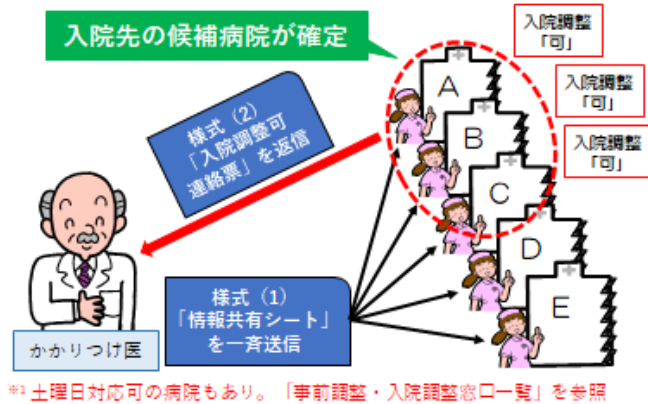 入院先の候補病院が確定
入院調整
「可」
入院調整
「可」
入院調整
「可」
A
B
C
D
E
様式（2）
「入院調整可
連絡票」を返信
様式（1）
「情報共有シート」
を一斉送信
かかりつけ医
※1 土曜日対応可の病院もあり。「事前調整・入院調整窓口一覧」を参照